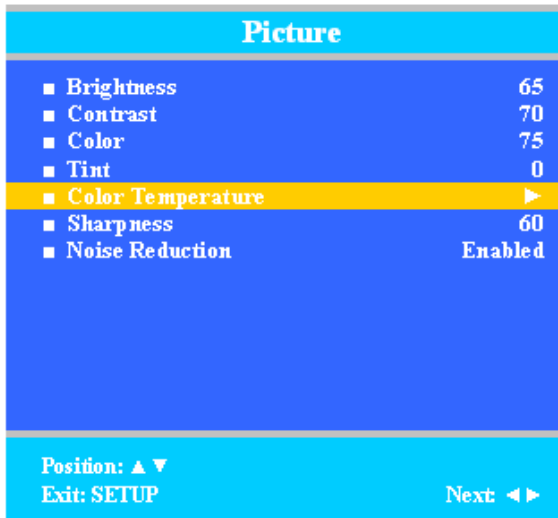 Picture
Brightness 65
Contrast 70
Color 75
Tint 0
Color Temperature ▶
Sharpness 60
Noise Reduction Enabled
Position: ▲ ▼
Exit: SETUP Next: ◀ ▶